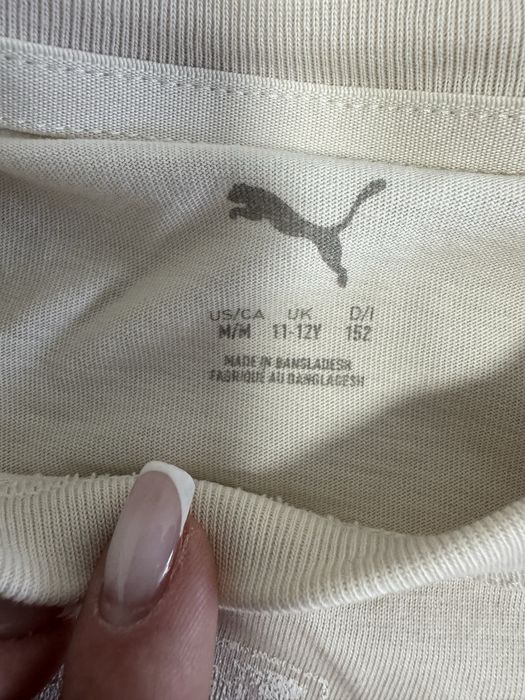 US/CA UK D/I
M/M 11-12Y 152
MADE IN BANGLADESH
FABRIQUÉ AU BANGLADESH